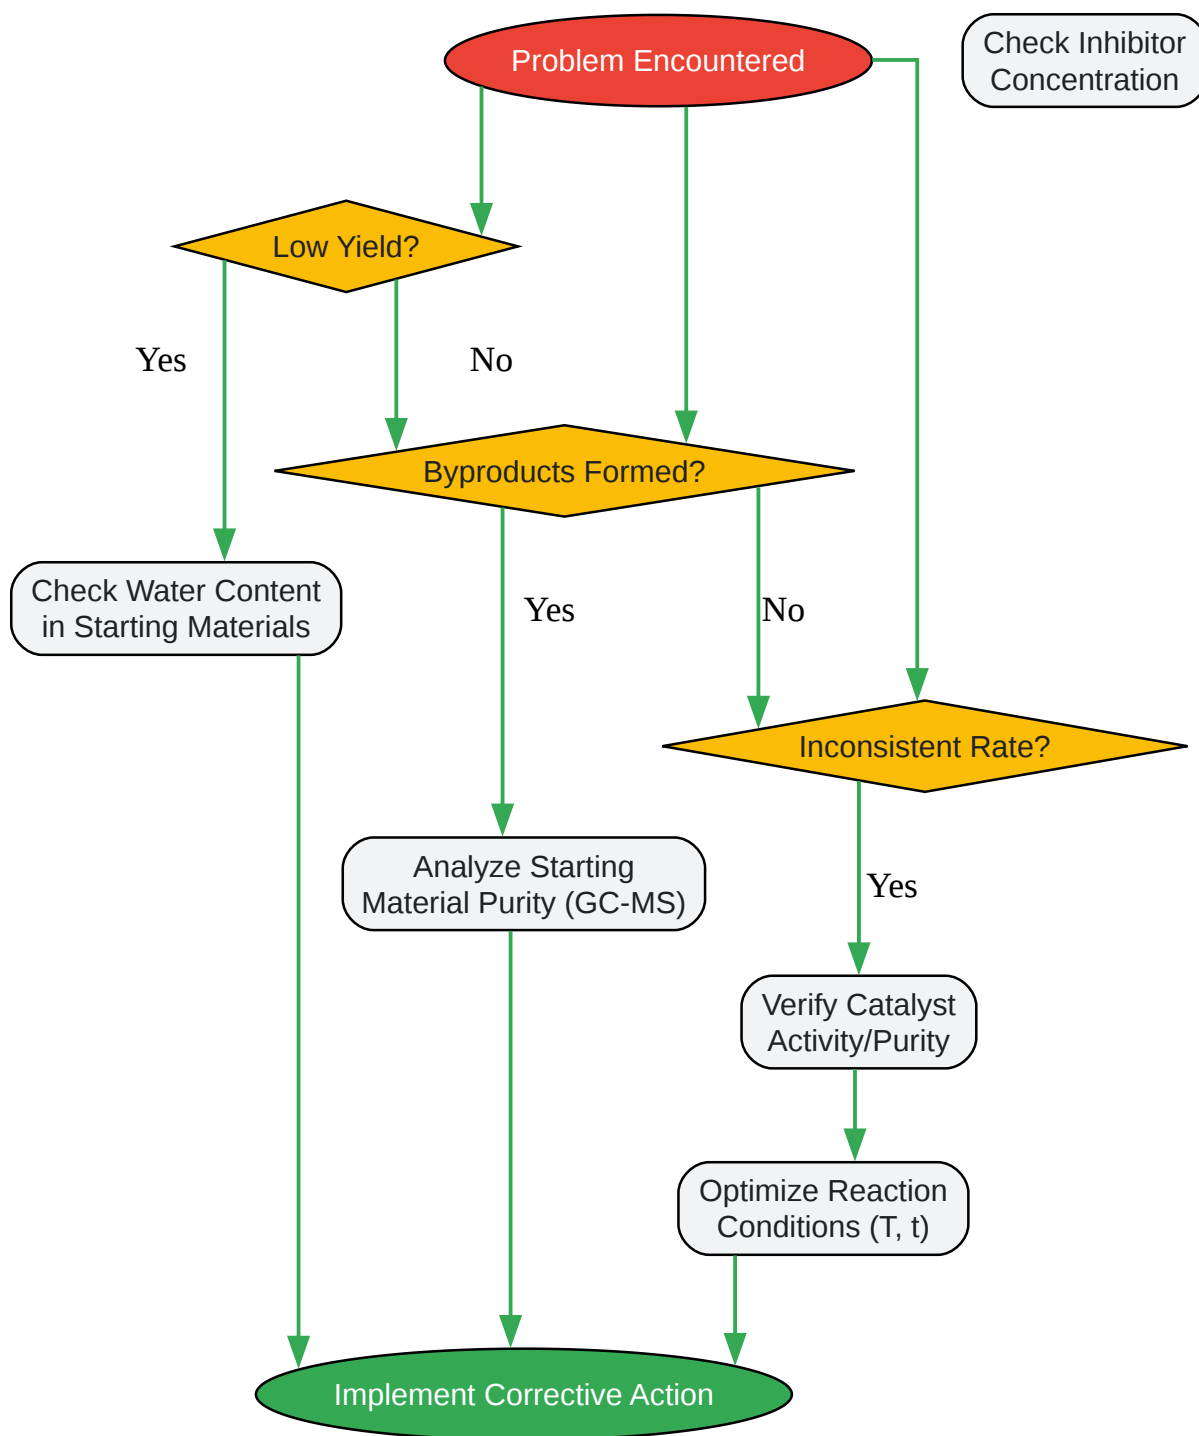 Problem Encountered
Check Inhibitor
Concentration
Low Yield?
Yes
No
Byproducts Formed?
Check Water Content
in Starting Materials
Yes
No
Inconsistent Rate?
Analyze Starting
Material Purity (GC-MS)
Yes
Verify Catalyst
Activity/Purity
Optimize Reaction
Conditions (T, t)
Implement Corrective Action